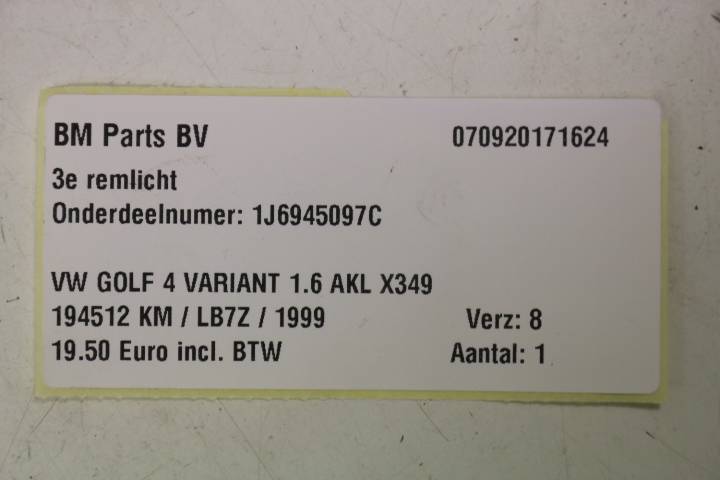 BM Parts BV 070920171624
3e remlicht
Onderdeelnumer: 1J6945097C
VW GOLF 4 VARIANT 1.6 AKL X349
194512 KM / LB7Z / 1999 Verz: 8
19.50 Euro incl. BTW Aantal: 1